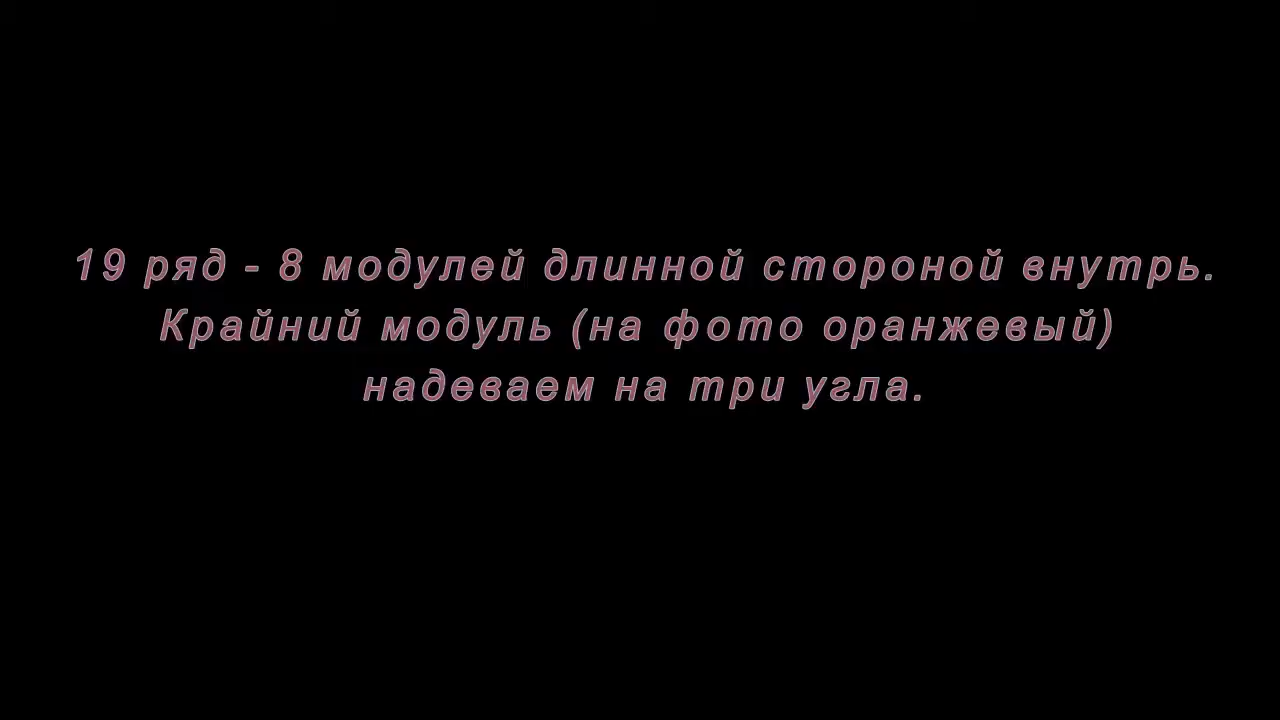 19 ряд - 8 модулей длинной стороной внутрь.
Крайний модуль (на фото оранжевый)
надеваем на три угла.